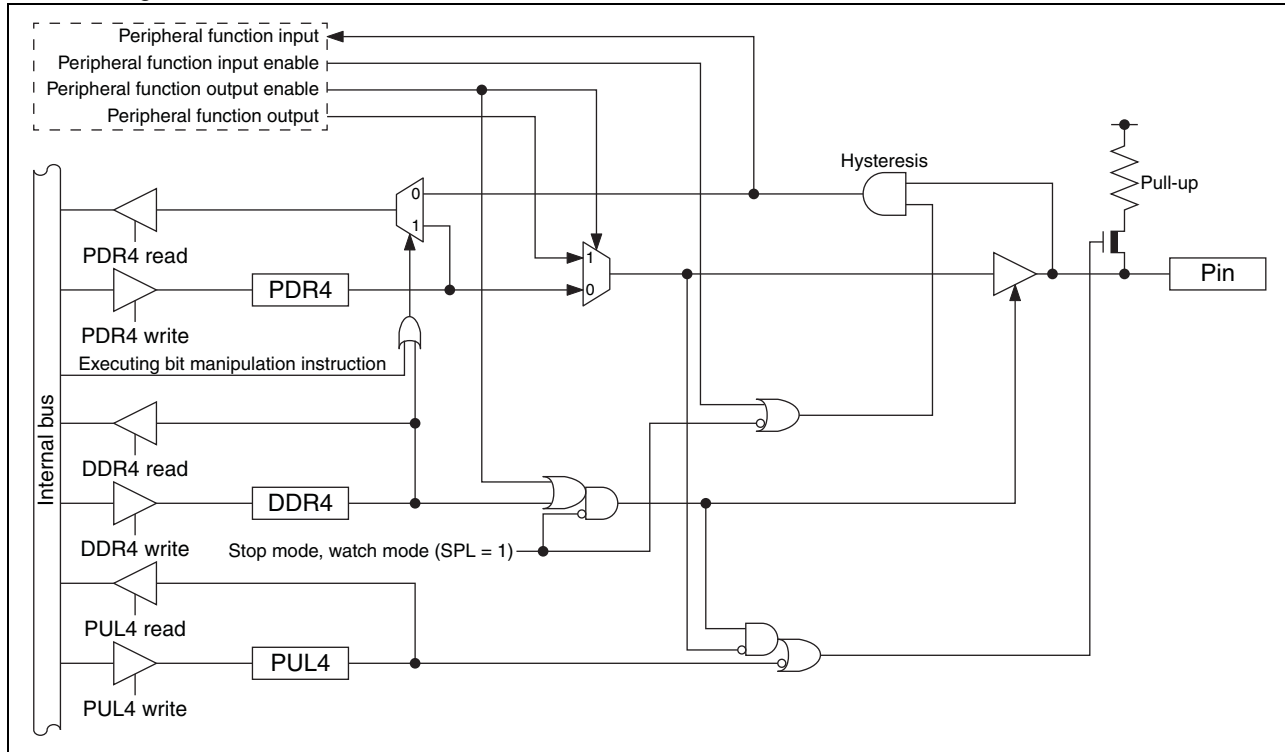 Peripheral function input
Peripheral function input enable
Peripheral function output enable
Peripheral function output
Hysteresis
Pull-up
0
1
PDR4 read
1
0
PDR4
Pin
PDR4 write
Executing bit manipulation instruction
Internal bus
DDR4 read
DDR4
DDR4 write
Stop mode, watch mode (SPL = 1)
PUL4 read
PUL4
PUL4 write